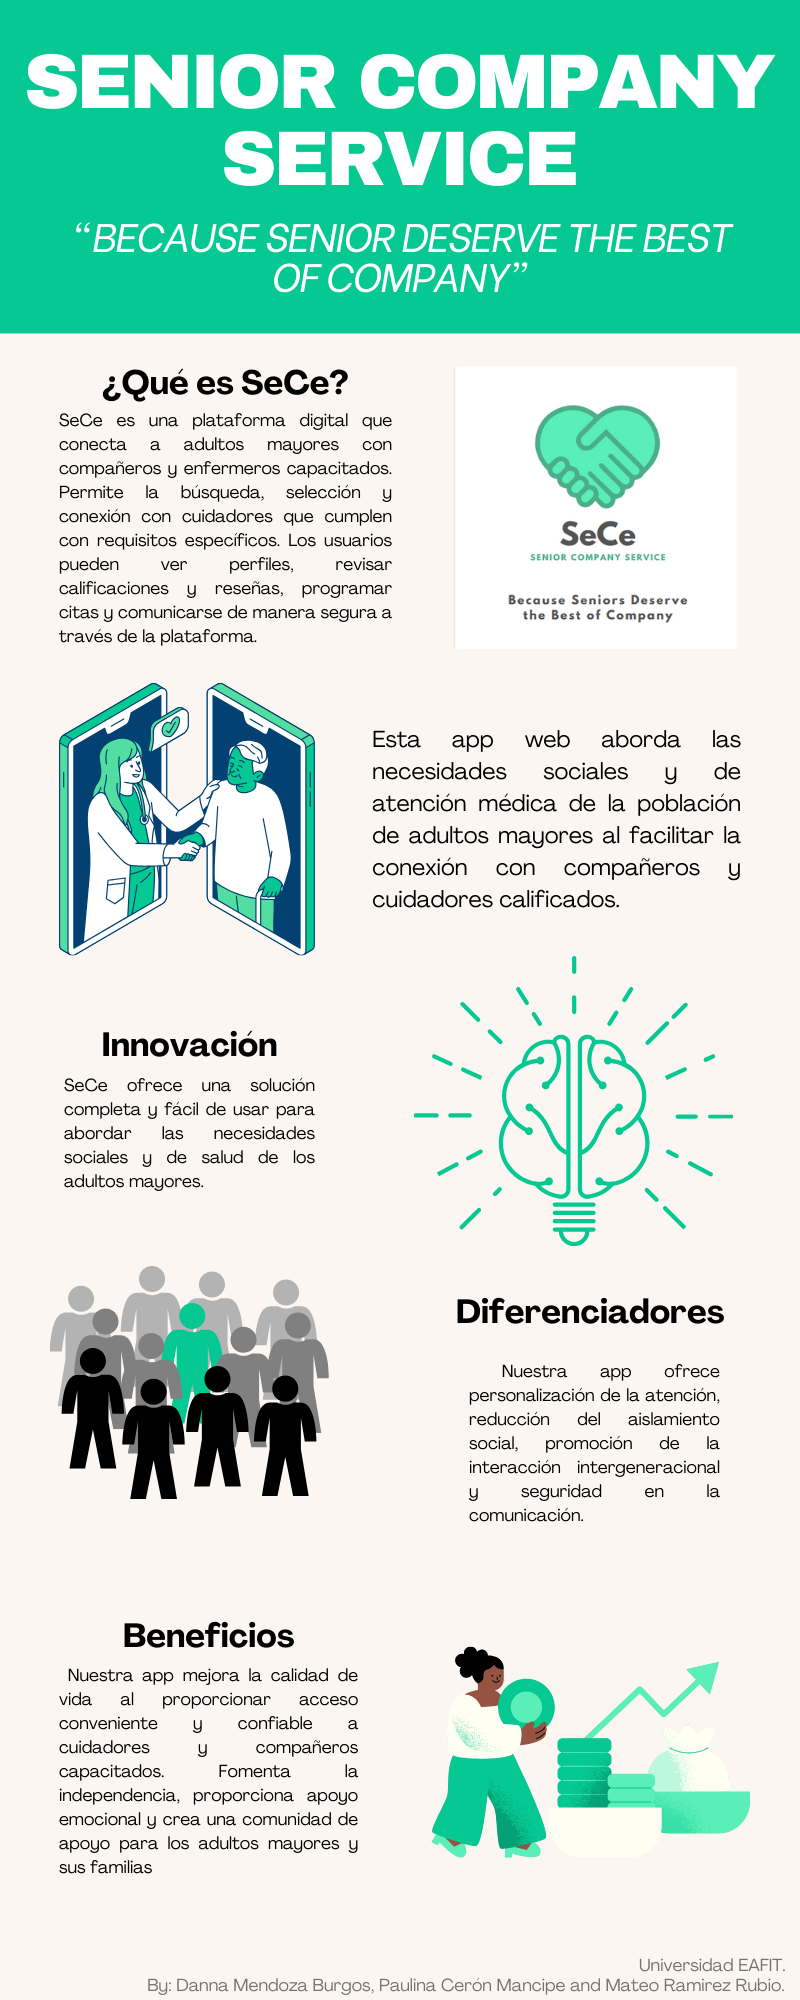 SENIOR COMPANY
SERVICE
“BECAUSE SENIOR DESERVE THE BEST
OF COMPANY”
¿Qué es SeCe?
SeCe es una plataforma digital que
conecta a adultos mayores con
compañeros y enfermeros capacitados.
Permite la búsqueda, selección y
conexión con cuidadores que cumplen
con requisitos específicos. Los usuarios
pueden ver perfiles, revisar
calificaciones y reseñas, programar
citas y comunicarse de manera segura a
través de la plataforma.
SeCe
SENIOR COMPANY SERVICE
Because Seniors Deserve
the Best of Company
Esta app web aborda las
necesidades sociales y de
atención médica de la población
de adultos mayores al facilitar la
conexión con compañeros y
cuidadores calificados.
Innovación
SeCe ofrece una solución
completa y fácil de usar para
abordar las necesidades
sociales y de salud de los
adultos mayores.
Diferenciadores
Nuestra app ofrece
personalización de la atención,
reducción del aislamiento
social, promoción de la
interacción intergeneracional
y seguridad en la
comunicación.
Beneficios
Nuestra app mejora la calidad de
vida al proporcionar acceso
conveniente y confiable a
cuidadores y compañeros
capacitados. Fomenta la
independencia, proporciona apoyo
emocional y crea una comunidad de
apoyo para los adultos mayores y
sus familias
Universidad EAFIT.
By: Danna Mendoza Burgos, Paulina Cerón Mancipe and Mateo Ramirez Rubio.